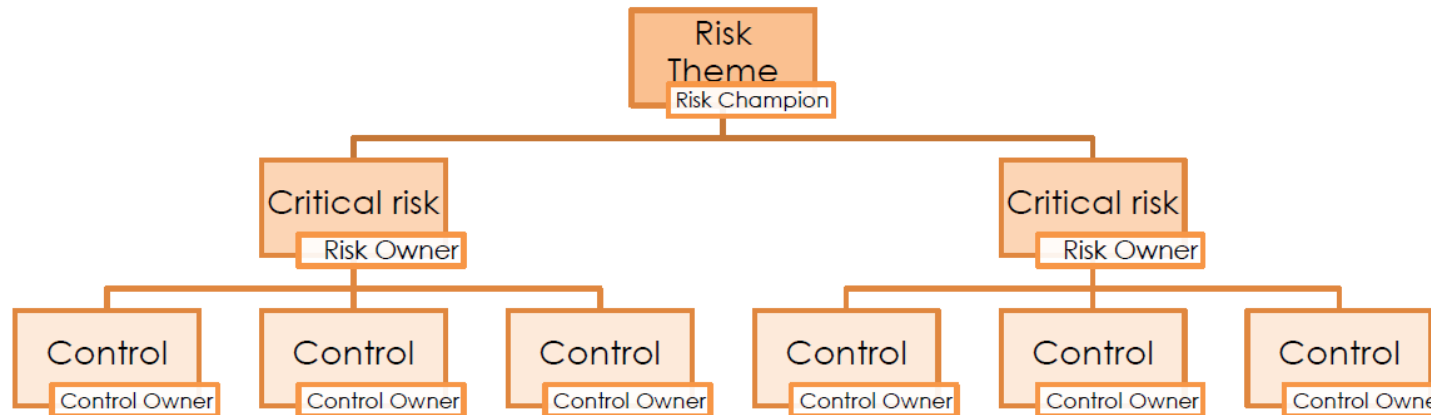 Risk
Theme
Risk Champion
Critical risk
Risk Owner
Critical risk
Risk Owner
Control
Control Owner
Control
Control Owner
Control
Control Owner
Control
Control Owner
Control
Control Owner
Control
Control Owne